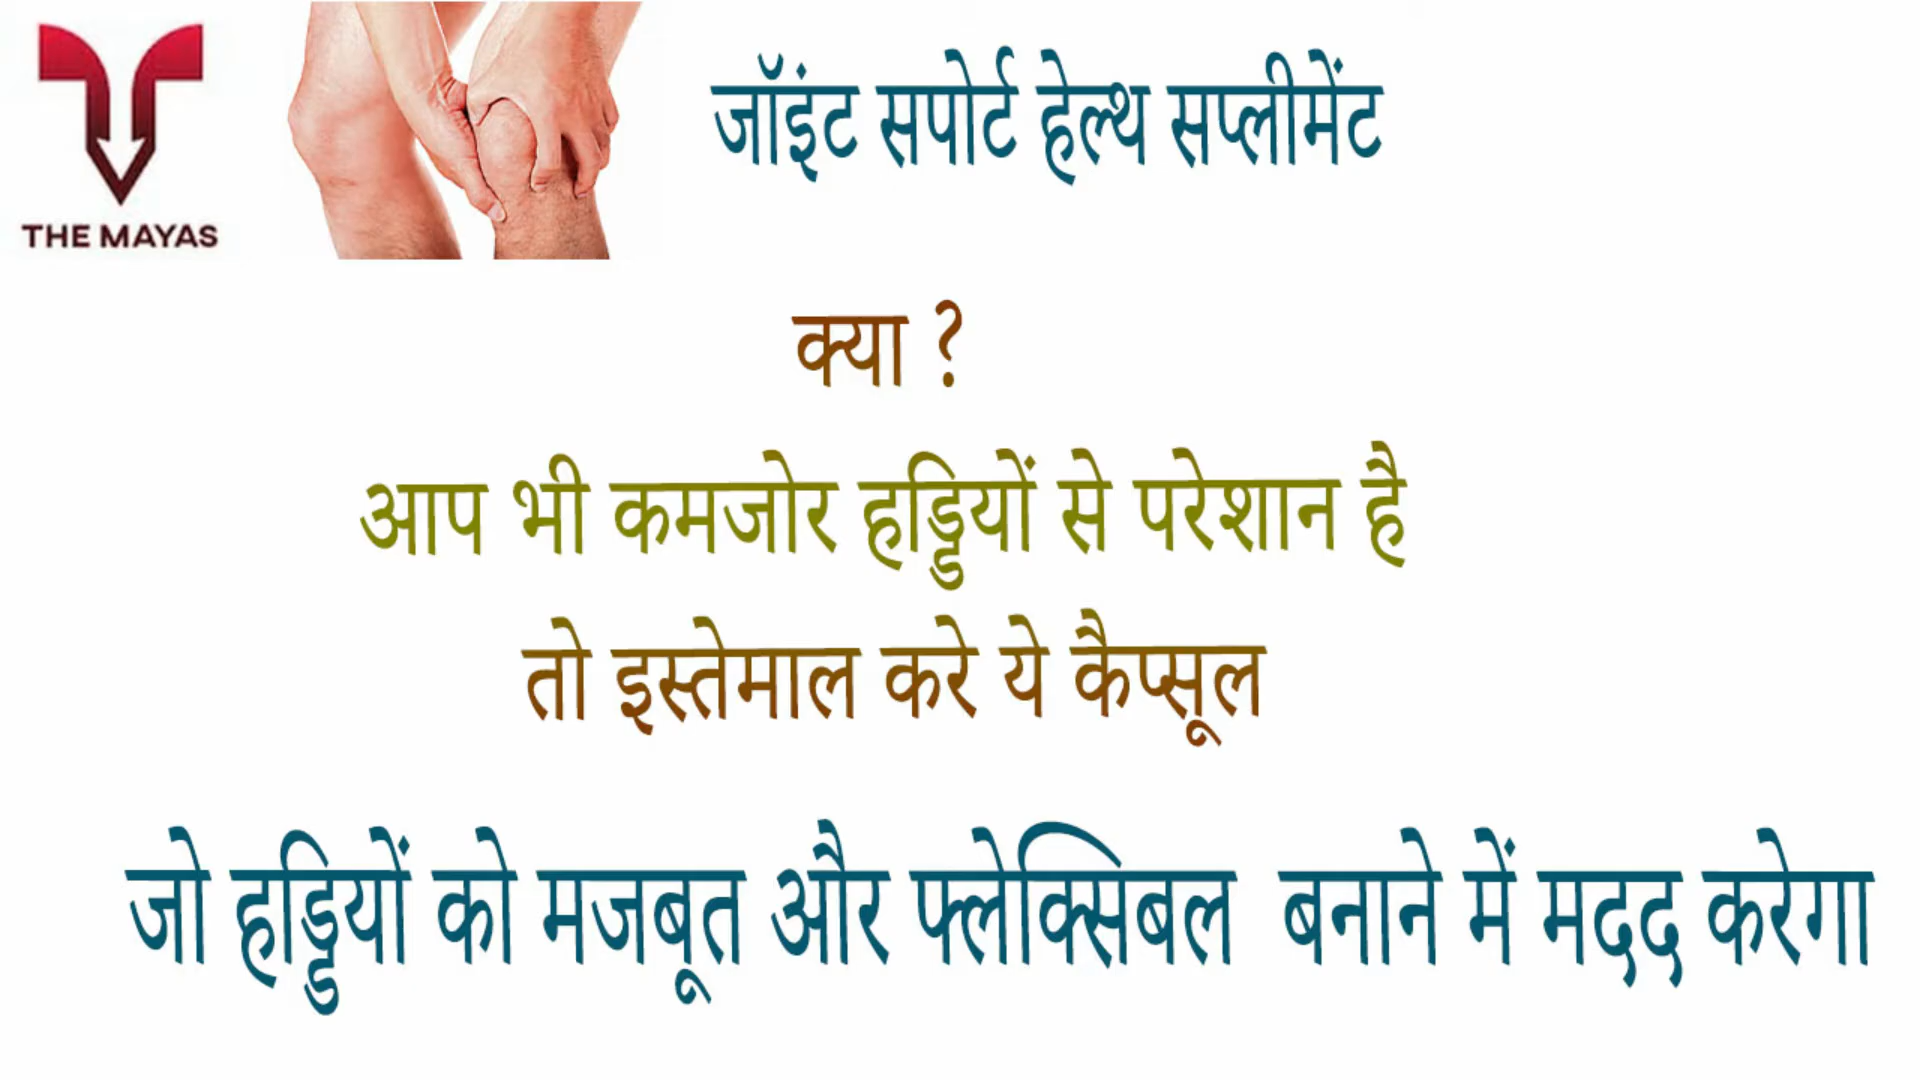 THE MAYAS
जॉइंट सपोर्ट हेल्थ सप्लीमेंट
क्या ?
आप भी कमजोर हड्डियों से परेशान है
तो इस्तेमाल करे ये कैप्सूल
जो हड्डियों को मजबूत और फ्लेक्सिबल बनाने में मदद करेगा